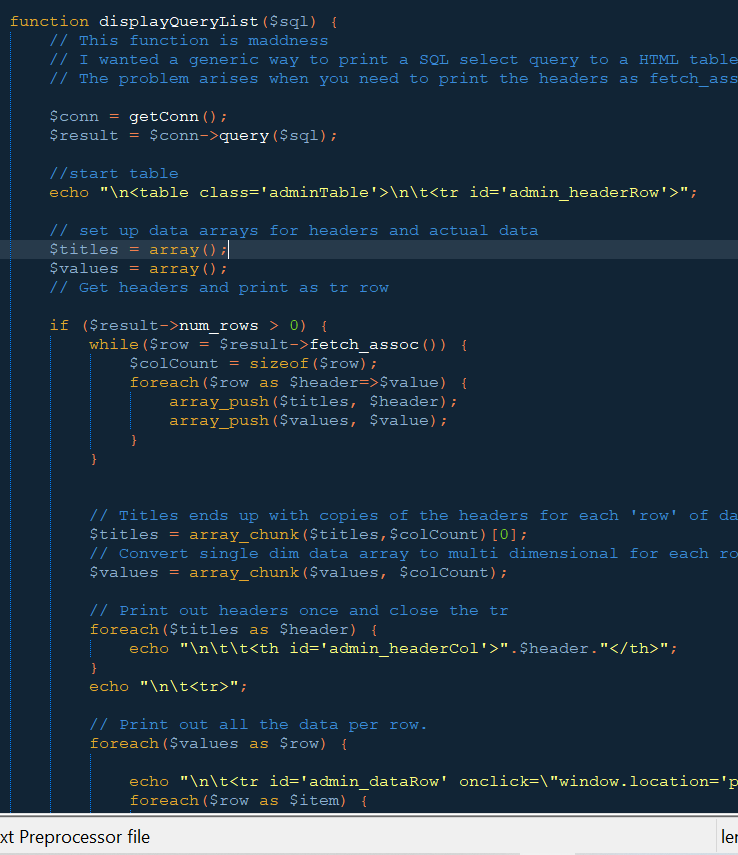 function displayQueryList($sql) {
// This function is maddness
// I wanted a generic way to print a SQL select query to a HTML table
// The problem arises when you need to print the headers as
$conn = getConn();
$result = $conn->query($sql);
//start table
echo "\n<table class='adminTable'>\n\t<tr id='admin_headerRow'>";
// set up data arrays for headers and actual data
$titles = array();
$values = array();
// Get headers and print as tr row
if ($result->num_rows > 0) {
while($row = $result->fetch_assoc()) {
$colCount = sizeof($row);
foreach($row as $header=>$value) {
array_push($titles, $header);
array_push($values, $value);
}
}
// Titles ends up with copies of the headers for each 'row' of
$titles = array_chunk($titles,$colCount)[0];
// Convert single dim data array to multi dimensional for each
$values = array_chunk($values, $colCount);
// Print out headers once and close the tr
foreach($titles as $header) {
echo "\n\t\t<th id='admin_headerCol'>".$header."</th>";
}
echo "\n\t<tr>";
// Print out all the data per row.
foreach($values as $row) {
echo "\n\t<tr id='admin_dataRow' onclick=\"window.location='p
foreach($row as $item) {
xt Preprocessor file